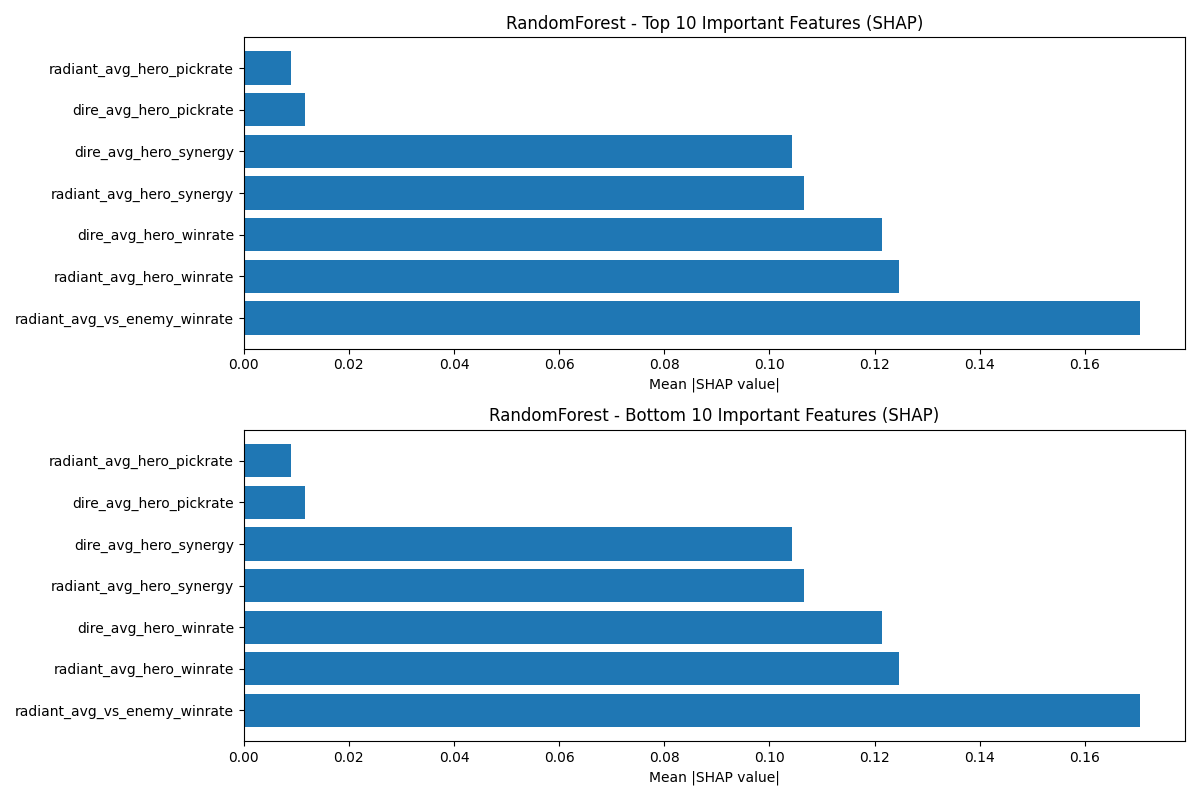 RandomForest - Top 10 Important Features (SHAP)
radiant_avg_hero_pickrate
dire_avg_hero_pickrate
dire_avg_hero_synergy
radiant_avg_hero_synergy
dire_avg_hero_winrate
radiant_avg_hero_winrate
radiant_avg_vs_enemy_winrate
0.00 0.02 0.04 0.06 0.08 0.10 0.12 0.14 0.16
Mean |SHAP value|
RandomForest - Bottom 10 Important Features (SHAP)
radiant_avg_hero_pickrate
dire_avg_hero_pickrate
dire_avg_hero_synergy
radiant_avg_hero_synergy
dire_avg_hero_winrate
radiant_avg_hero_winrate
radiant_avg_vs_enemy_winrate
0.00 0.02 0.04 0.06 0.08 0.10 0.12 0.14 0.16
Mean |SHAP value|